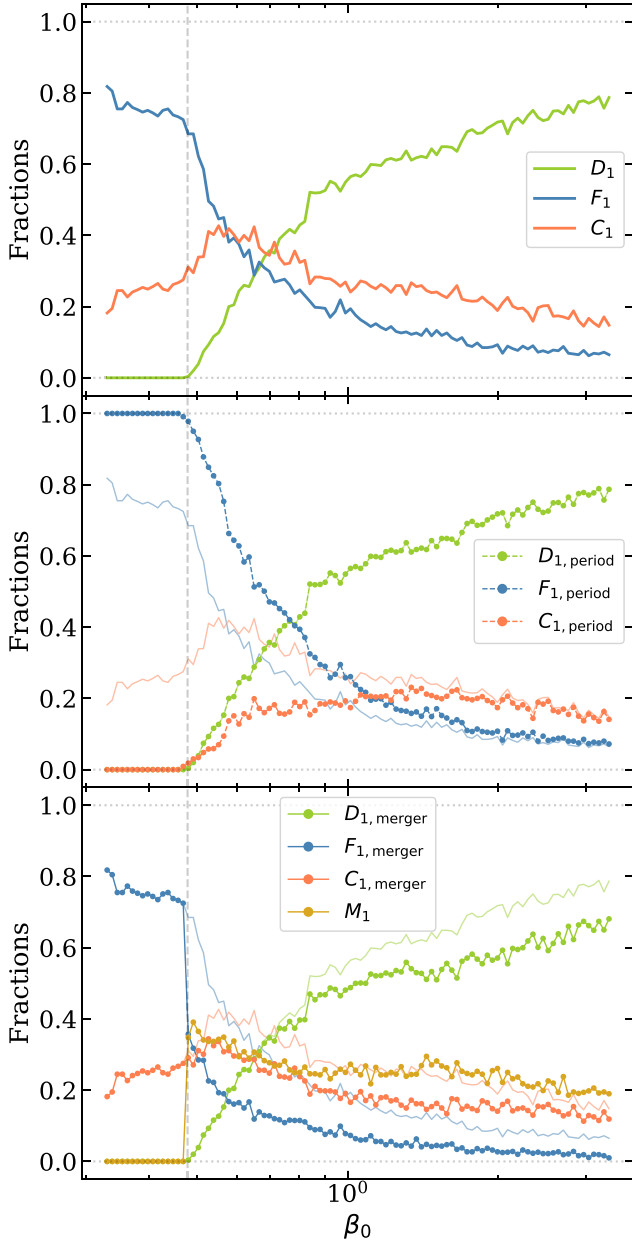 1.0
0.8
0.6
0.4
0.2
0.0
Fractions
D₁
F₁
C₁
1.0
0.8
0.6
0.4
0.2
0.0
Fractions
D₁, period
F₁, period
C₁, period
1.0
0.8
0.6
0.4
0.2
0.0
Fractions
D₁, merger
F₁, merger
C₁, merger
M₁
10⁰
β₀